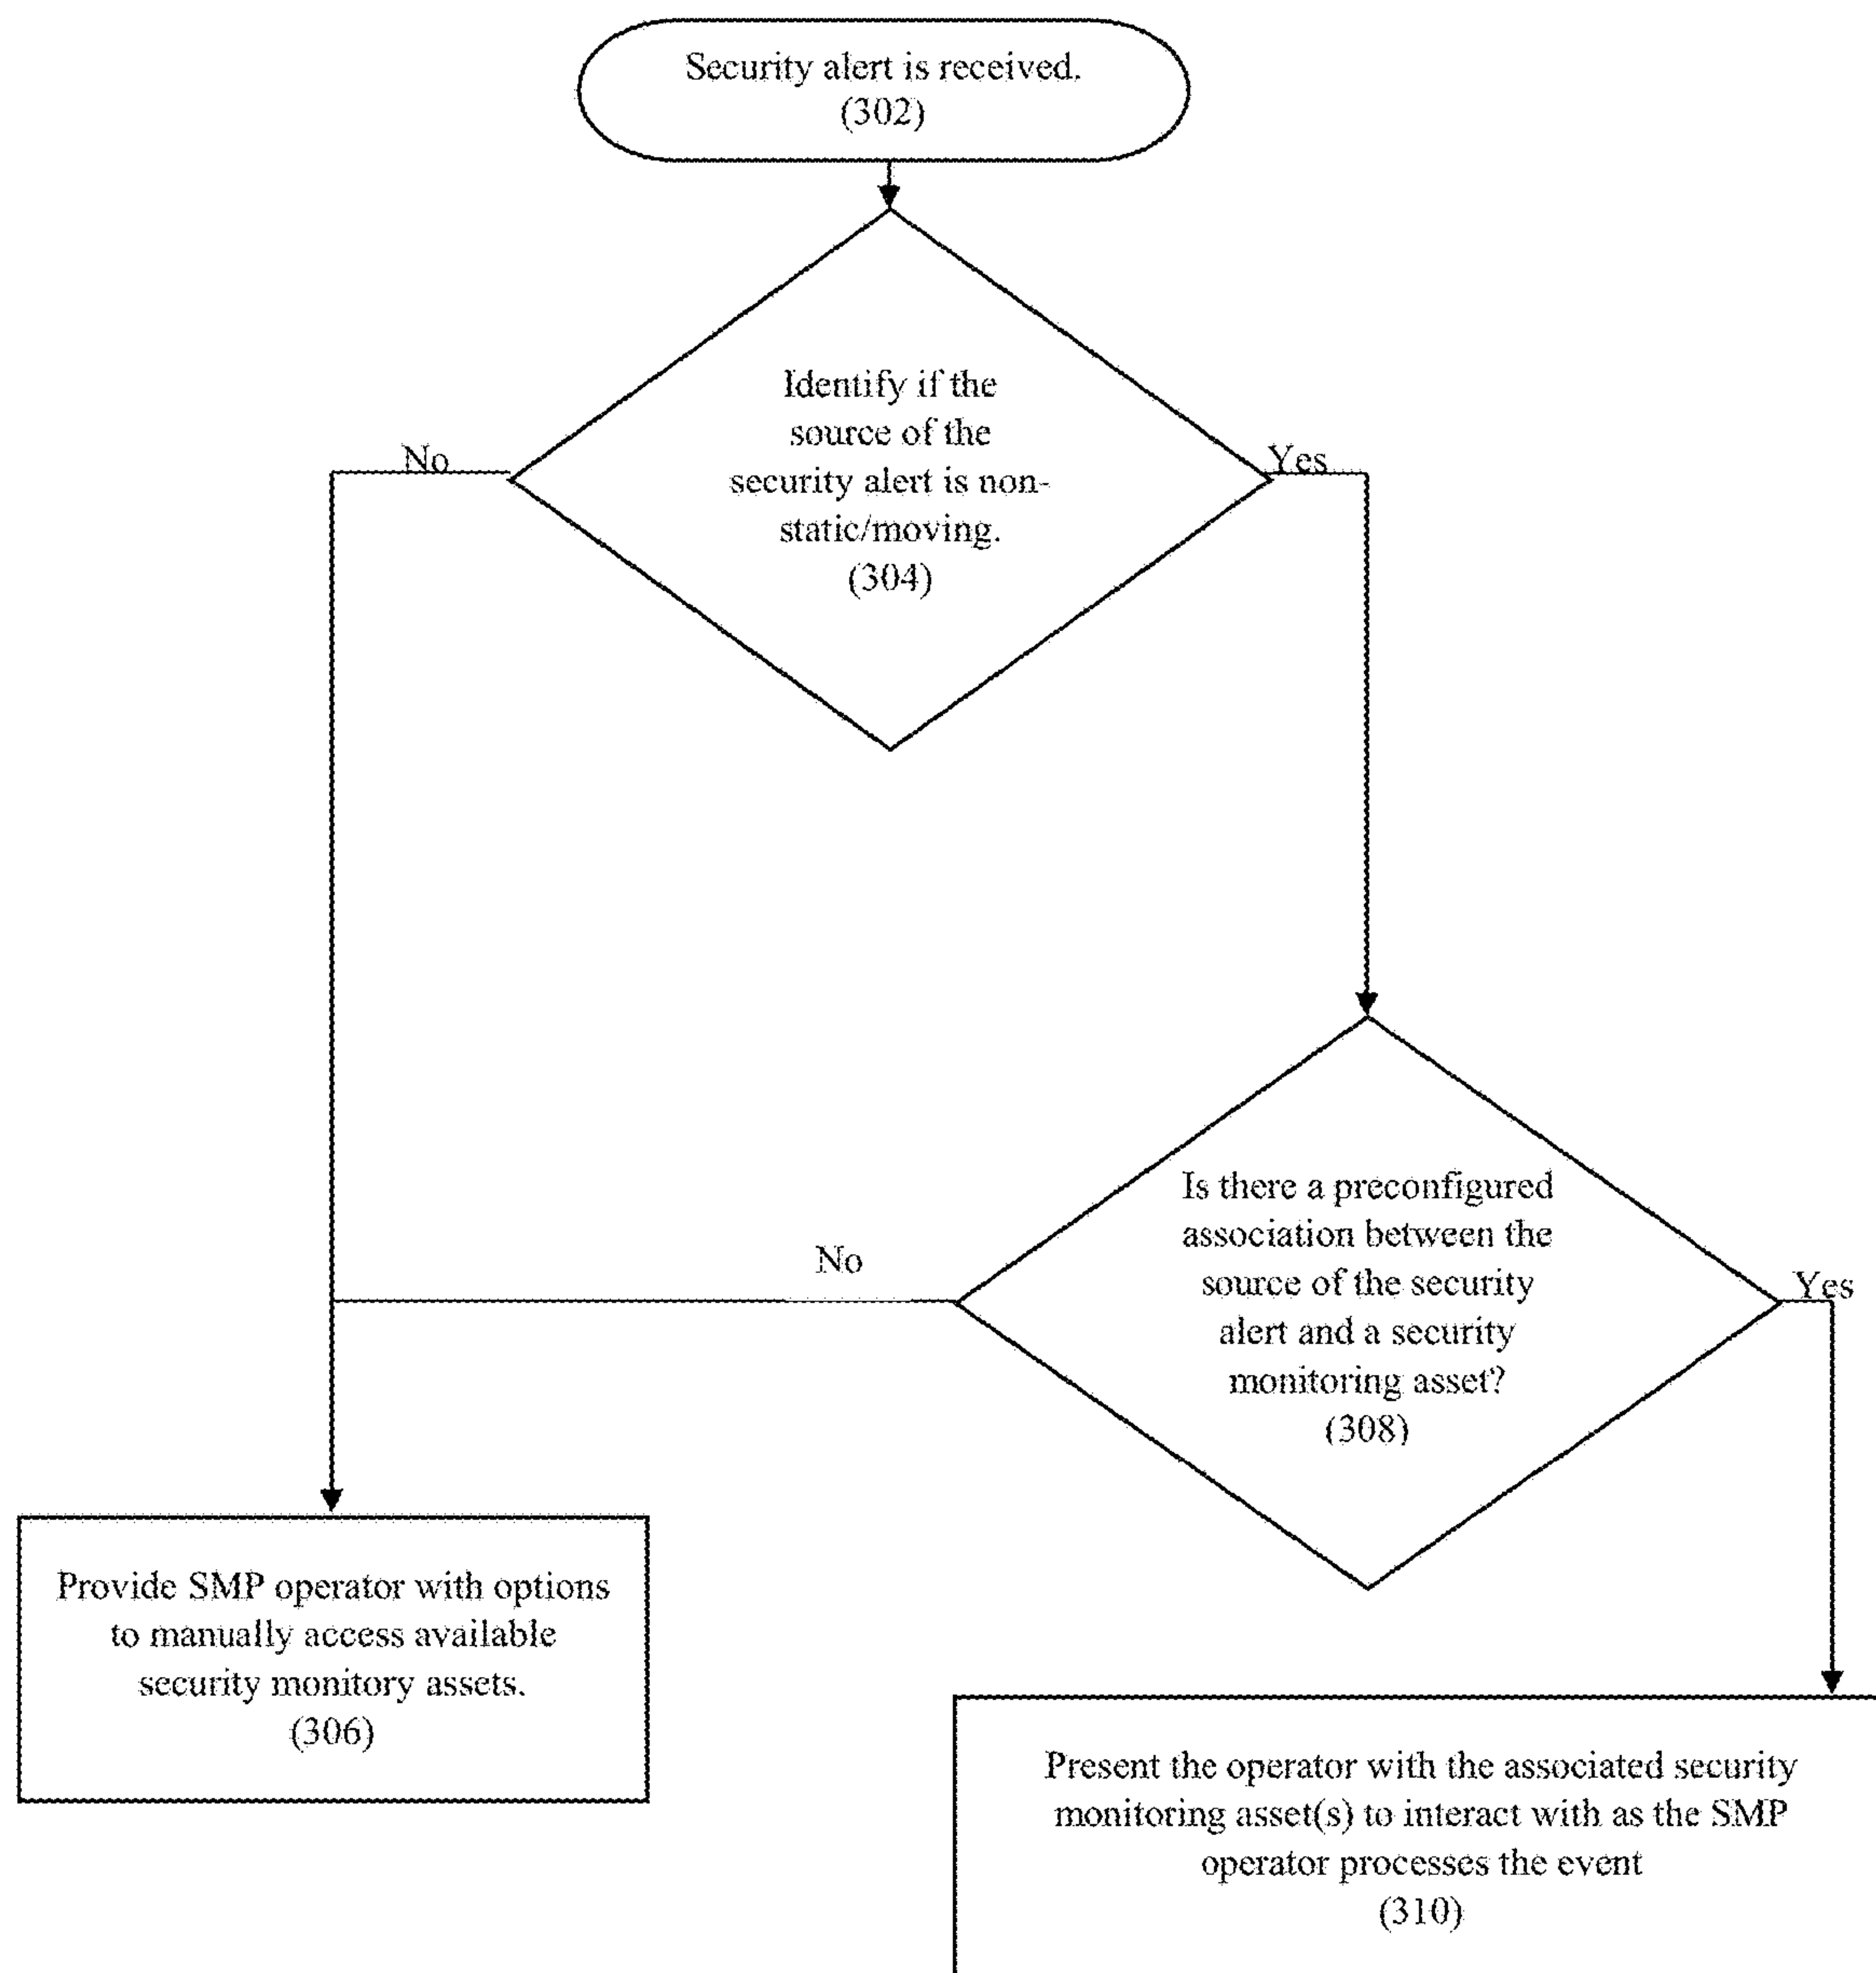 Security alert is received.
(302)
Identify if the
source of the
security alert is non-
static/moving.
(304)
No
Yes
Is there a preconfigured
association between the
source of the security
alert and a security
monitoring asset?
(308)
No
Yes
Provide SMP operator with options
to manually access available
security monitory assets.
(306)
Present the operator with the associated security
monitoring asset(s) to interact with as the SMP
operator processes the event
(310)